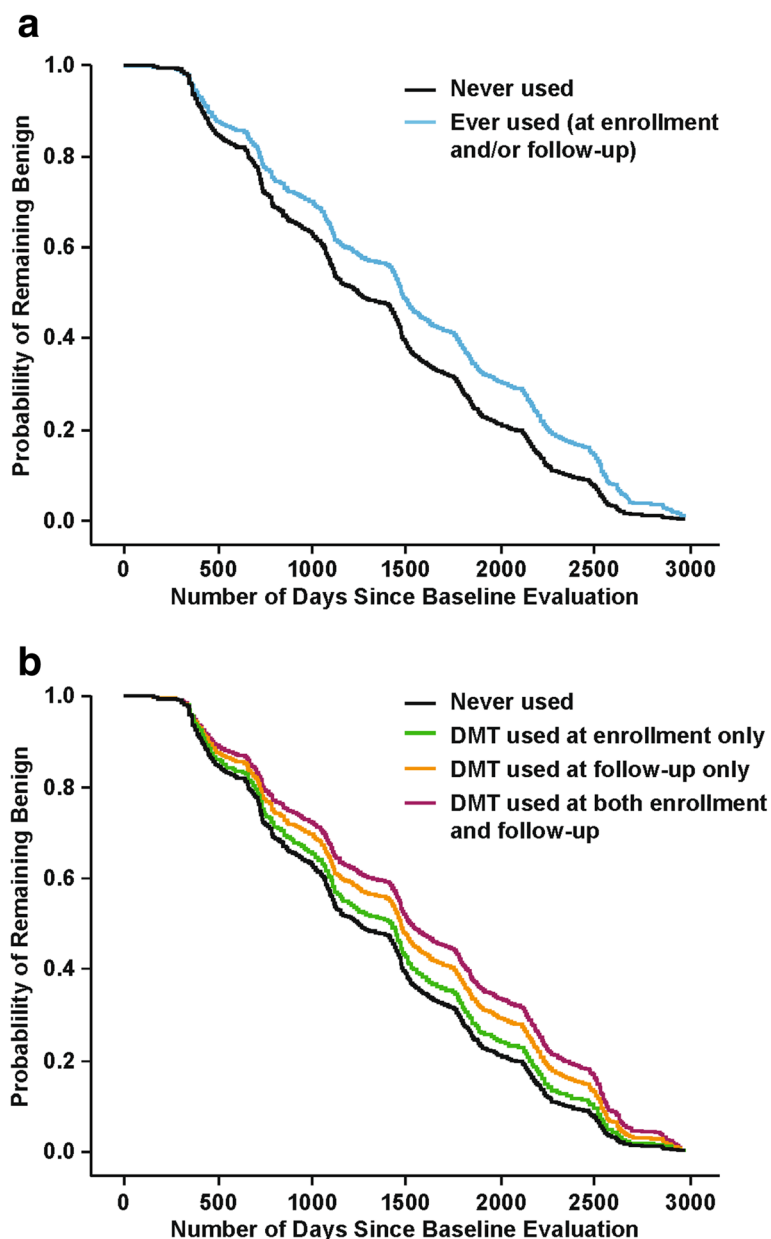 a
1.0
0.8
0.6
0.4
0.2
0.0
Probablility of Remaining Benign
Never used
Ever used (at enrollment
and/or follow-up)
0 500 1000 1500 2000 2500 3000
Number of Days Since Baseline Evaluation
b
1.0
0.8
0.6
0.4
0.2
0.0
Probablility of Remaining Benign
Never used
DMT used at enrollment only
DMT used at follow-up only
DMT used at both enrollment
and follow-up
0 500 1000 1500 2000 2500 3000
Number of Days Since Baseline Evaluation